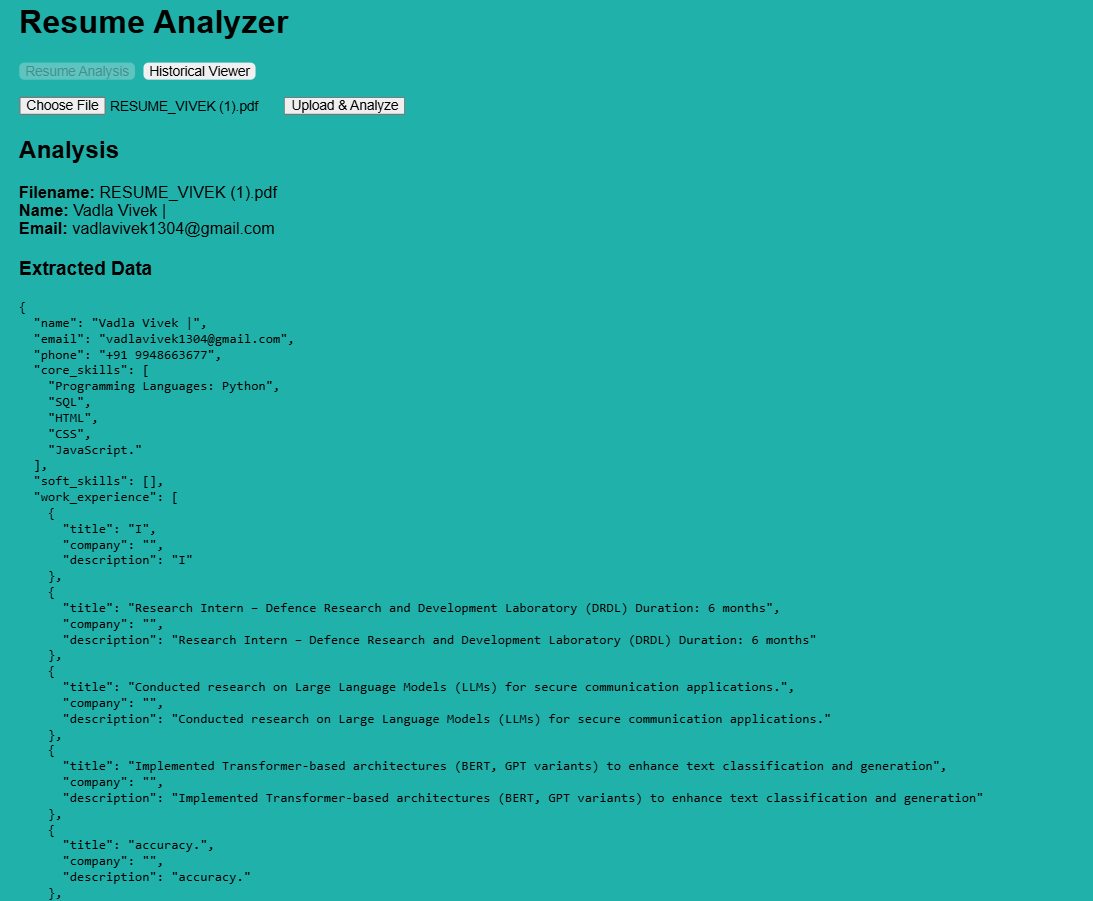 Resume Analyzer
Resume Analysis Historical Viewer
Choose File RESUME_VIVEK (1).pdf Upload & Analyze
Analysis
Filename: RESUME_VIVEK (1).pdf
Name: Vadla Vivek |
Email: vadlavivek1304@gmail.com
Extracted Data
{
  "name": "Vadla Vivek |",
  "email": "vadlavivek1304@gmail.com",
  "phone": "+91 9948663677",
  "core_skills": [
    "Programming Languages: Python",
    "SQL",
    "HTML",
    "CSS",
    "JavaScript."
  ],
  "soft_skills": [],
  "work_experience": [
    {
      "title": "I",
      "company": "",
      "description": "I"
    },
    {
      "title": "Research Intern – Defence Research and Development Laboratory (DRDL) Duration: 6 months",
      "company": "",
      "description": "Research Intern – Defence Research and Development Laboratory (DRDL) Duration: 6 months"
    },
    {
      "title": "Conducted research on Large Language Models (LLMs) for secure communication applications.",
      "company": "",
      "description": "Conducted research on Large Language Models (LLMs) for secure communication applications."
    },
    {
      "title": "Implemented Transformer-based architectures (BERT, GPT variants) to enhance text classification and generation",
      "company": "",
      "description": "Implemented Transformer-based architectures (BERT, GPT variants) to enhance text classification and generation"
    },
    {
      "title": "accuracy.",
      "company": "",
      "description": "accuracy."
    },